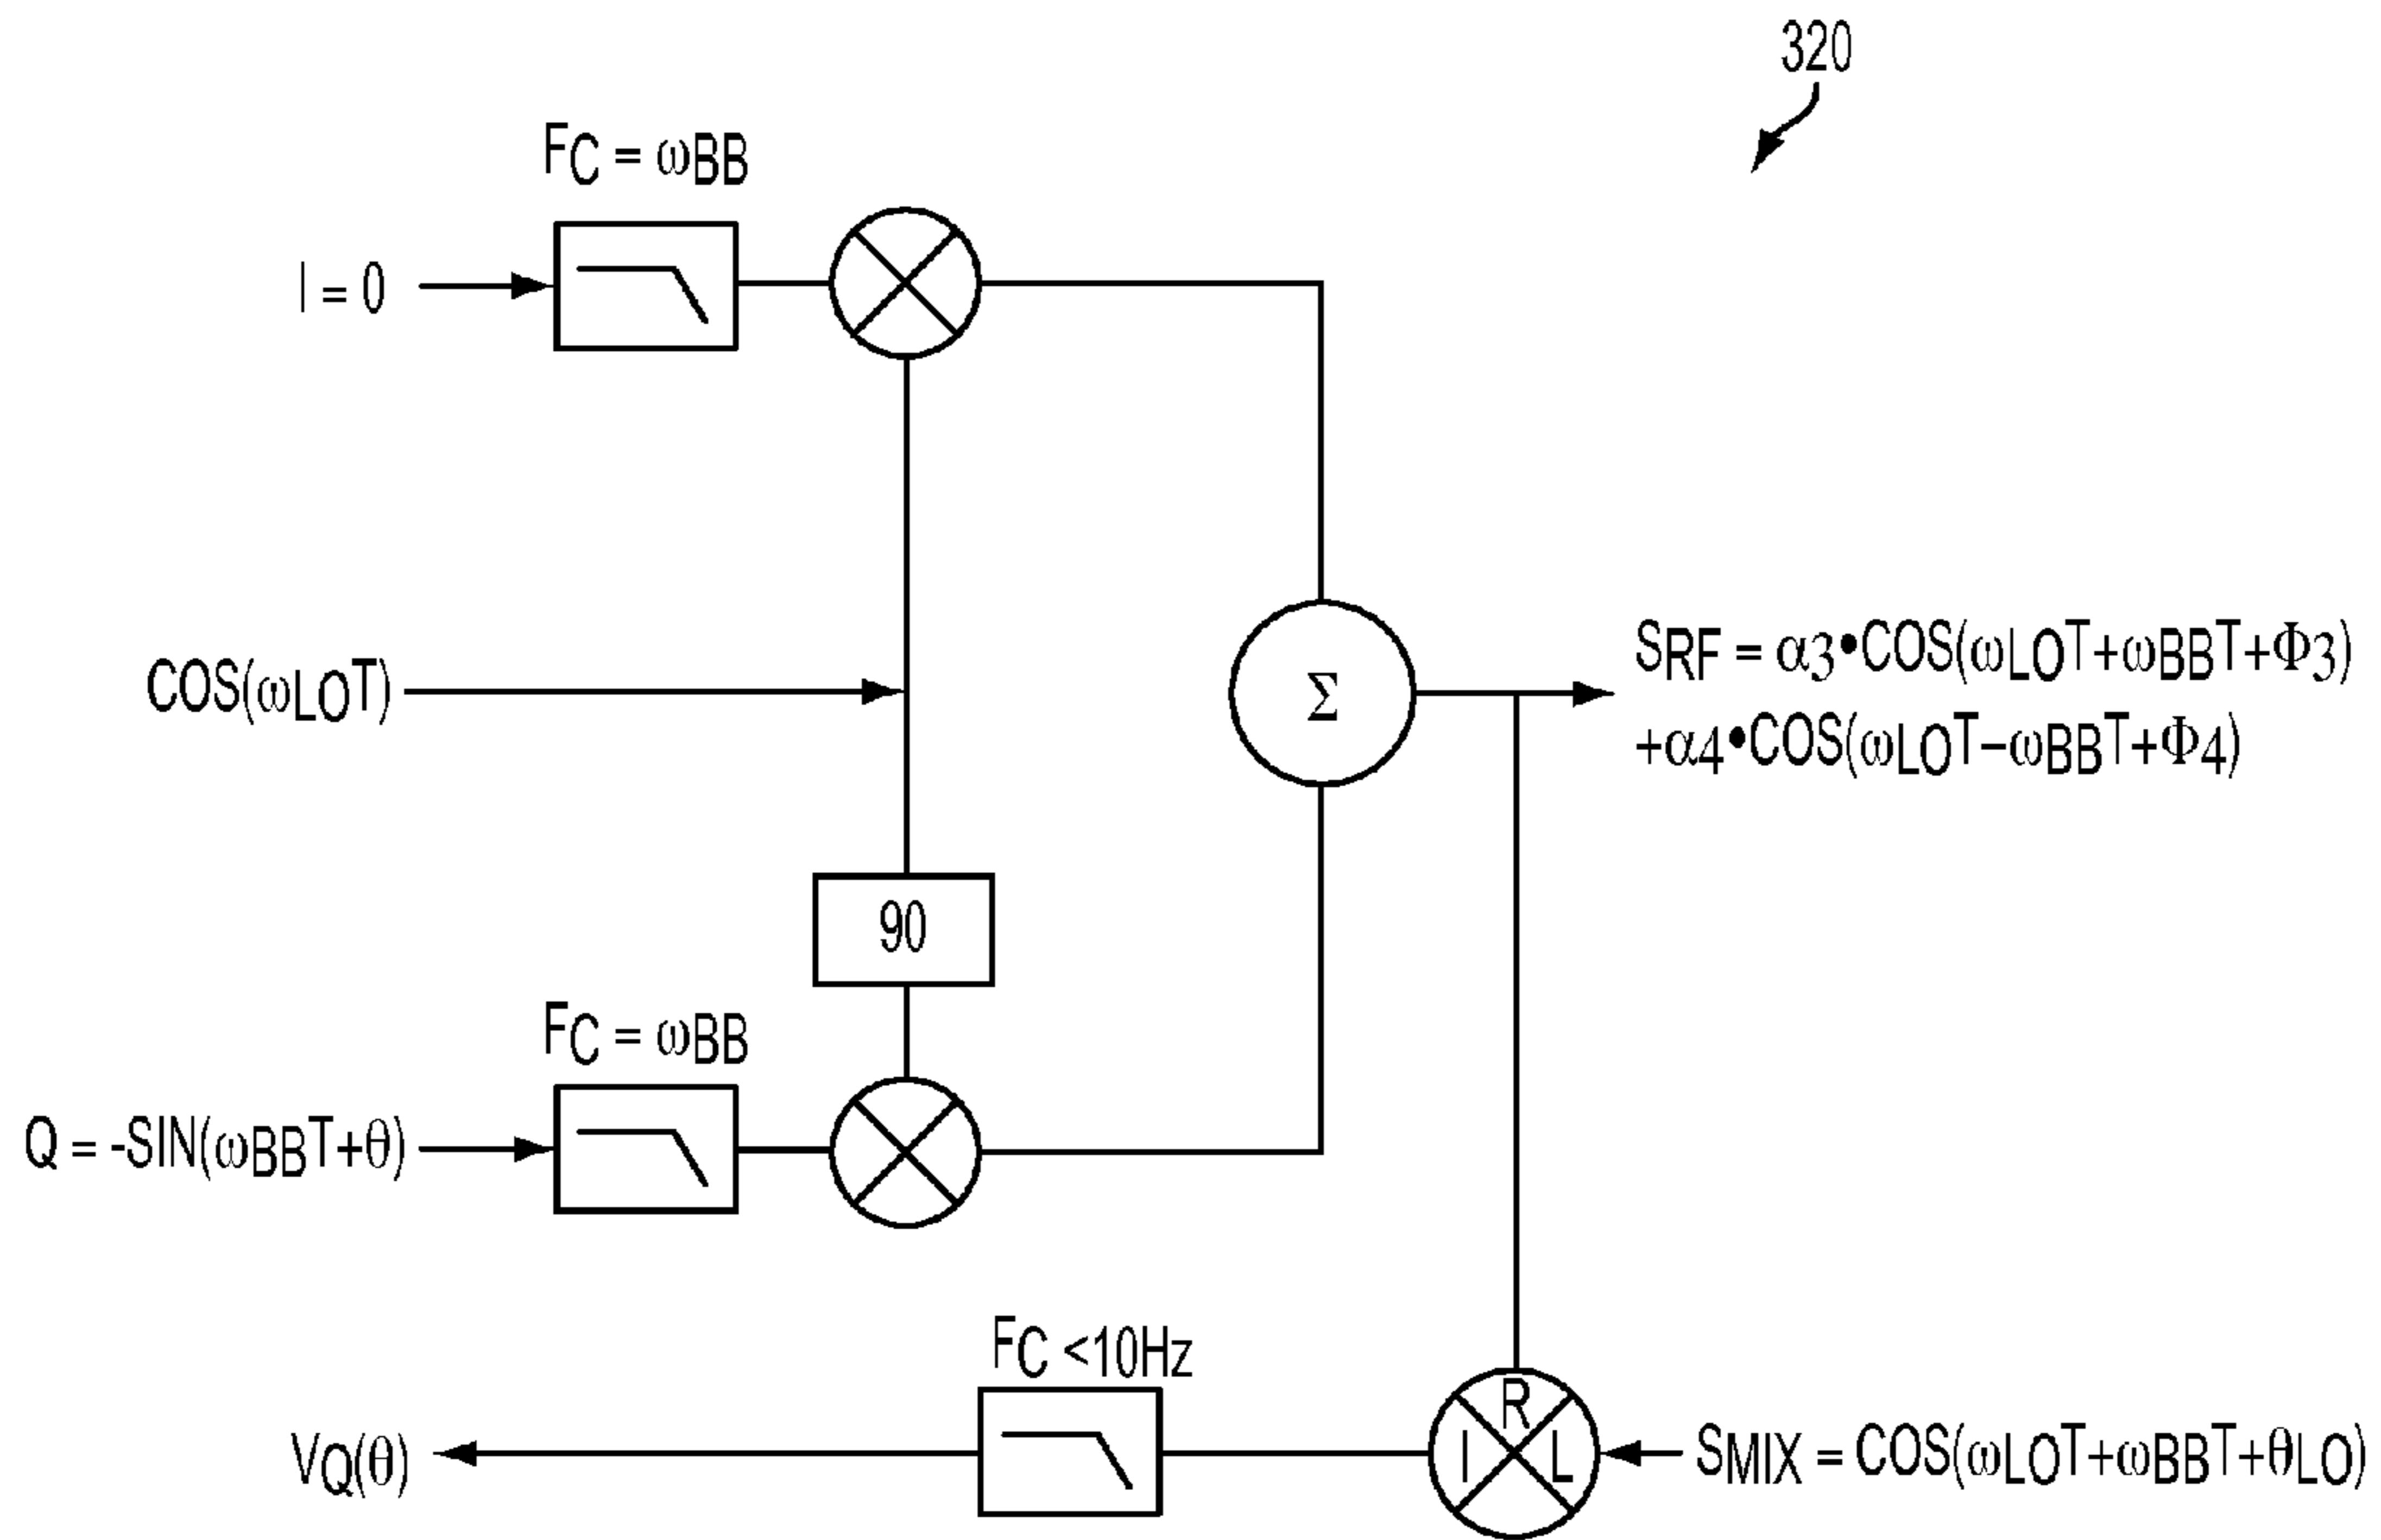 320
FC = ωBB
I = 0
COS(ωLOT)
Σ
SRF = α3•COS(ωLOT+ωBBT+Φ3)
+α4•COS(ωLOT−ωBBT+Φ4)
90
FC = ωBB
Q = -SIN(ωBBT+θ)
FC <10Hz
VQ(θ)
R
I L
SMIX = COS(ωLOT+ωBBT+θLO)